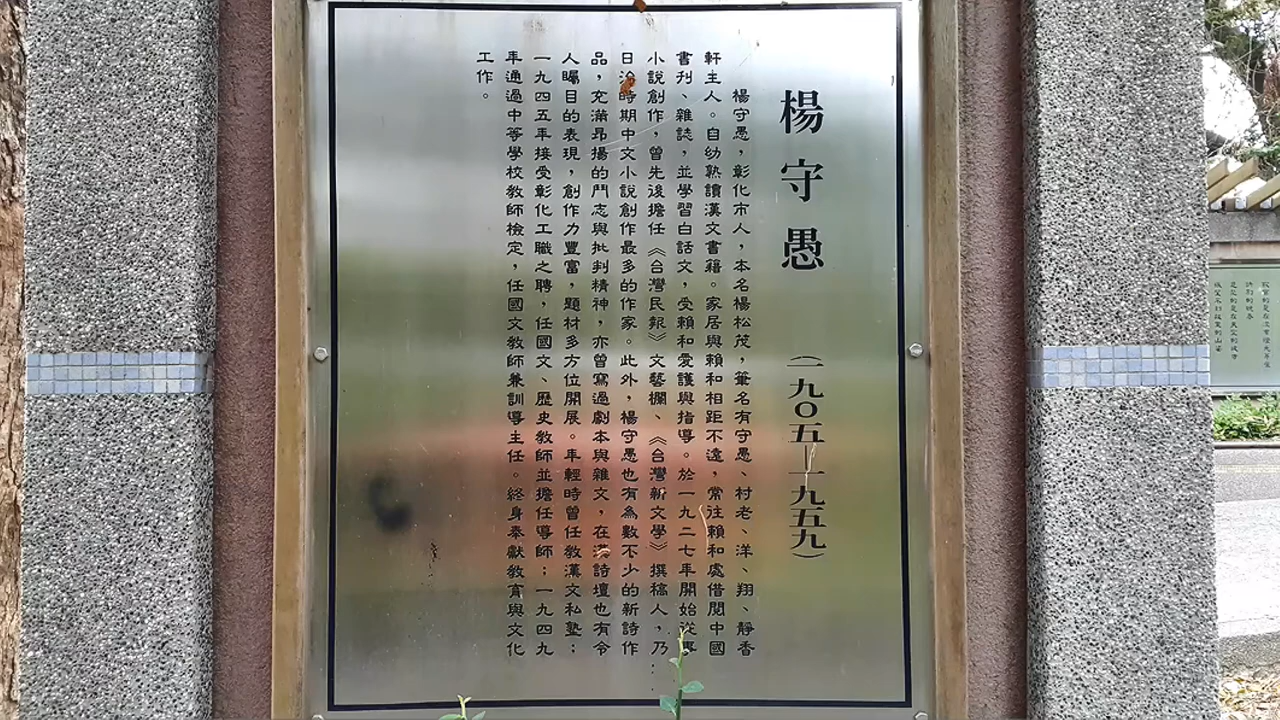 楊守愚 (一九○五—一九五九)
楊守愚，彰化市人，本名楊松茂，筆名有守愚、村老、洋、翔、靜香
軒主人。自幼熟讀漢文書籍。家居與賴和相距不遠，常往賴和處借閱中國
書刊、雜誌，並學習白話文，受賴和愛護與指導。於一九二七年開始從事
小說創作，曾先後擔任《台灣民報》文藝欄、《台灣新文學》撰稿人，乃
日治時期中文小說創作最多的作家。此外，楊守愚也有為數不少的新詩作
品，充滿昂揚的鬥志與批判精神，亦曾寫過劇本與雜文，在漢詩壇也有令
人矚目的表現，創作力豐富，題材多方位開展。年輕時曾任教漢文私塾；
一九四五年接受彰化工職之聘，任國文、歷史教師並擔任導師；一九四九
年通過中等學校教師檢定，任國文教師兼訓導主任。終身奉獻教育與文化
工作。